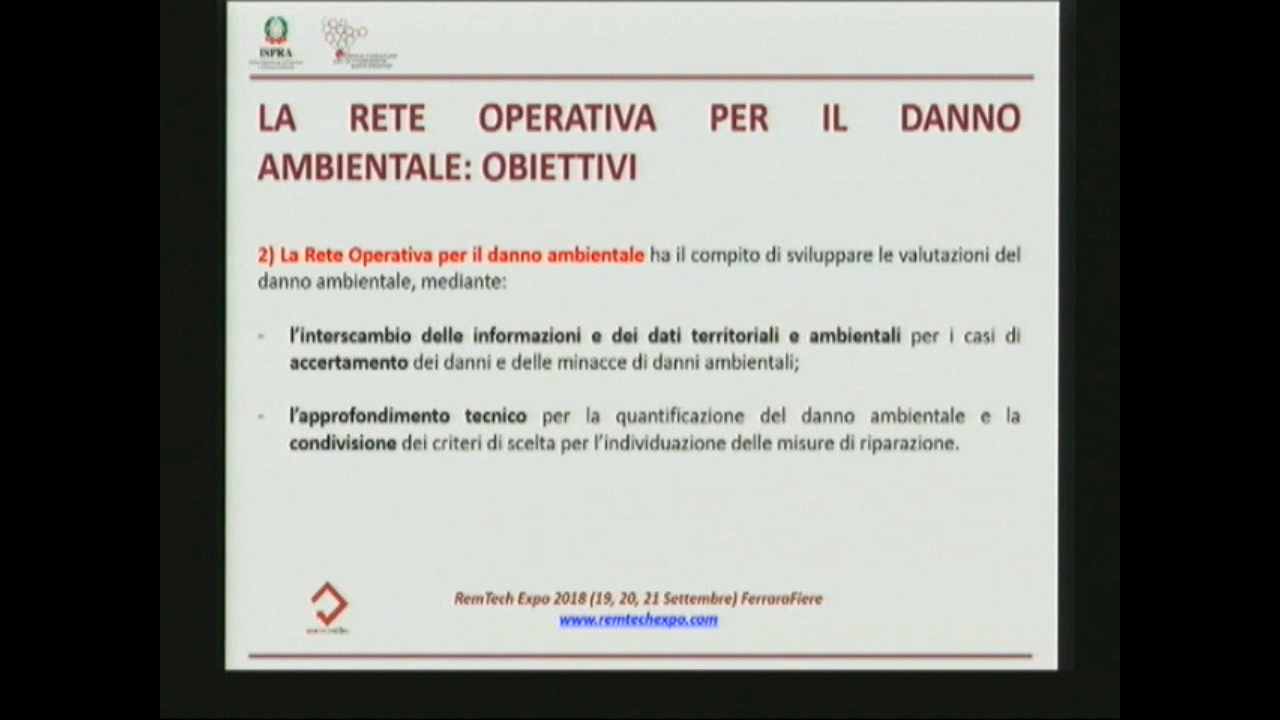 ISPRA
LA RETE OPERATIVA PER IL DANNO
AMBIENTALE: OBIETTIVI
2) La Rete Operativa per il danno ambientale ha il compito di sviluppare le valutazioni del
danno ambientale, mediante:
- l'interscambio delle informazioni e dei dati territoriali e ambientali per i casi di
accertamento dei danni e delle minacce di danni ambientali;
- l'approfondimento tecnico per la quantificazione del danno ambientale e la
condivisione dei criteri di scelta per l'individuazione delle misure di riparazione.
RemTech Expo 2018 (19, 20, 21 Settembre) FerraraFiere
www.remtechexpo.com